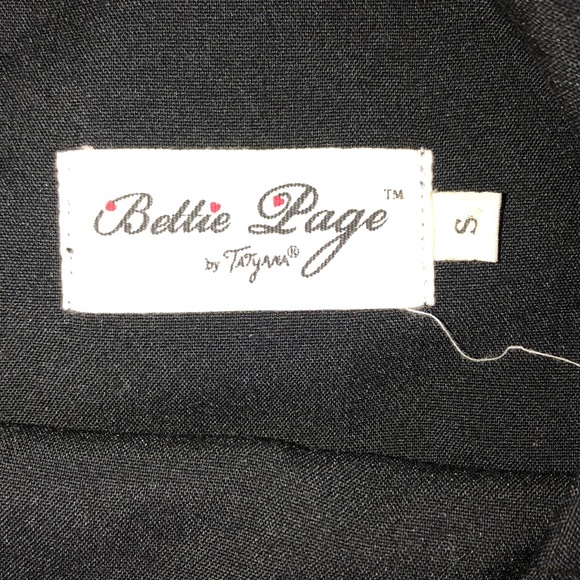 Bettie Page™
by Tatyana®
S